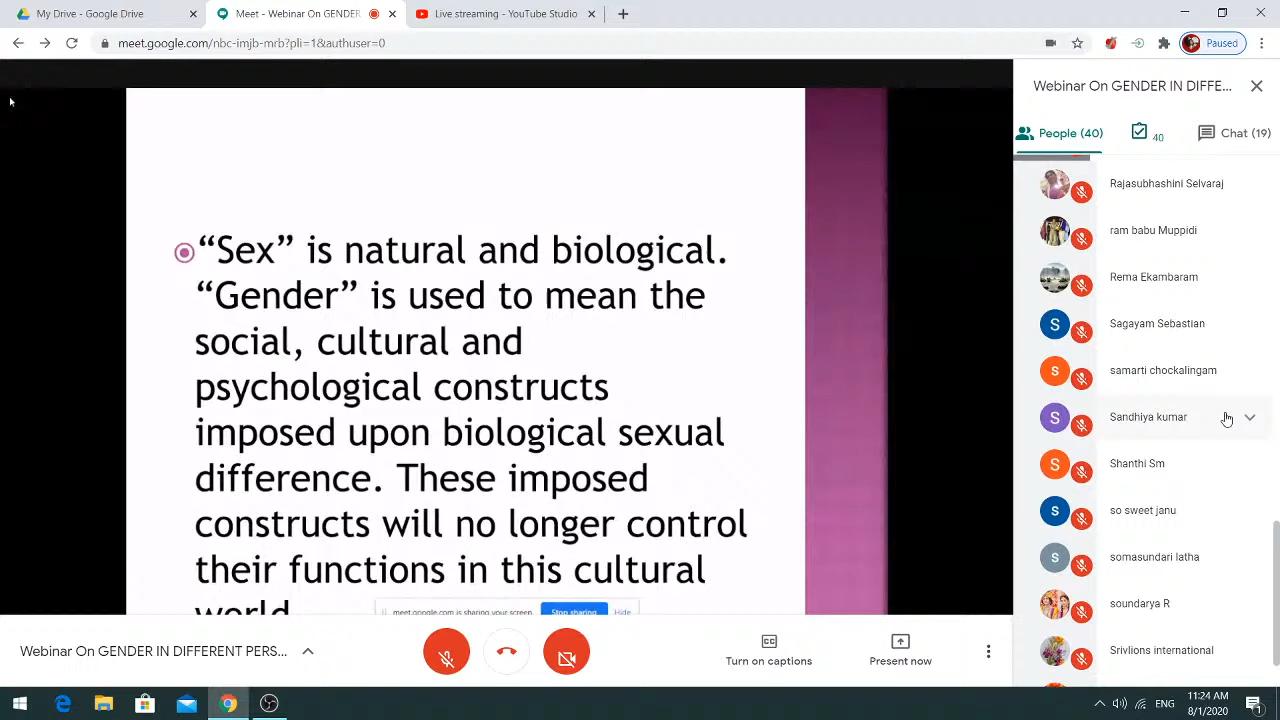 My Drive - Google Drive
Meet - Webinar On GENDER
Live streaming - YouTube Studio
meet.google.com/nbc-imjb-mrb?pli=1&authuser=0
Paused
Webinar On GENDER IN DIFFE...
People (40)
40
Chat (19)
Rajasubhashini Selvaraj
ram babu Muppidi
Rema Ekambaram
S
Sagayam Sebastian
S
samarti chockalingam
S
Sandhiya kumar
S
Shanthi Sm
S
so sweet janu
S
somasundari latha
soundarya R
Srivlions international
“Sex” is natural and biological.
“Gender” is used to mean the
social, cultural and
psychological constructs
imposed upon biological sexual
difference. These imposed
constructs will no longer control
their functions in this cultural
world
meet.google.com is sharing your screen.
Stop sharing
Hide
Webinar On GENDER IN DIFFERENT PERS...
CC
Turn on captions
Present now
ENG
11:24 AM
8/1/2020